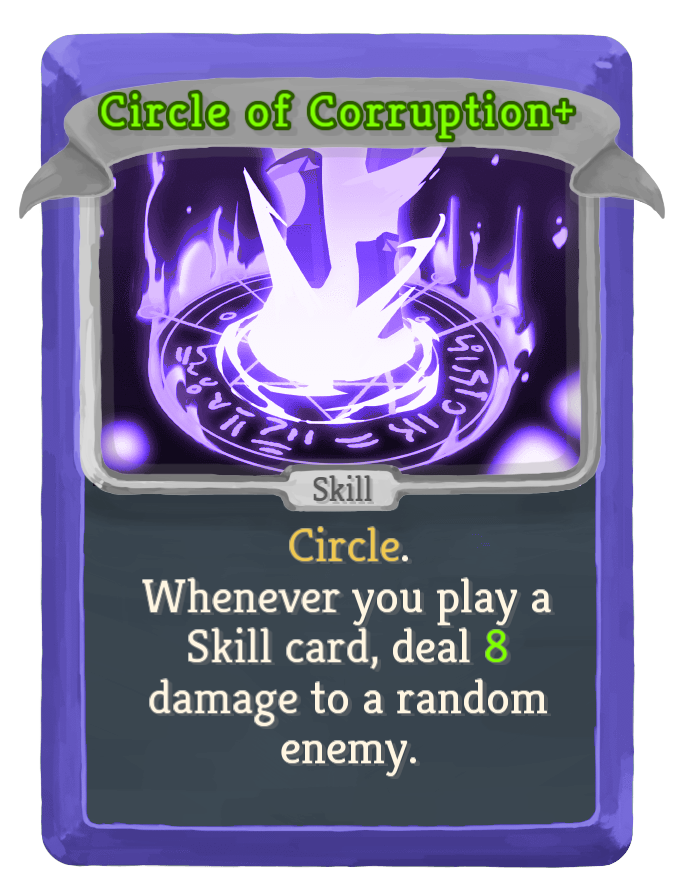 Circle of Corruption+
Skill
Circle.
Whenever you play a
Skill card, deal 8
damage to a random
enemy.